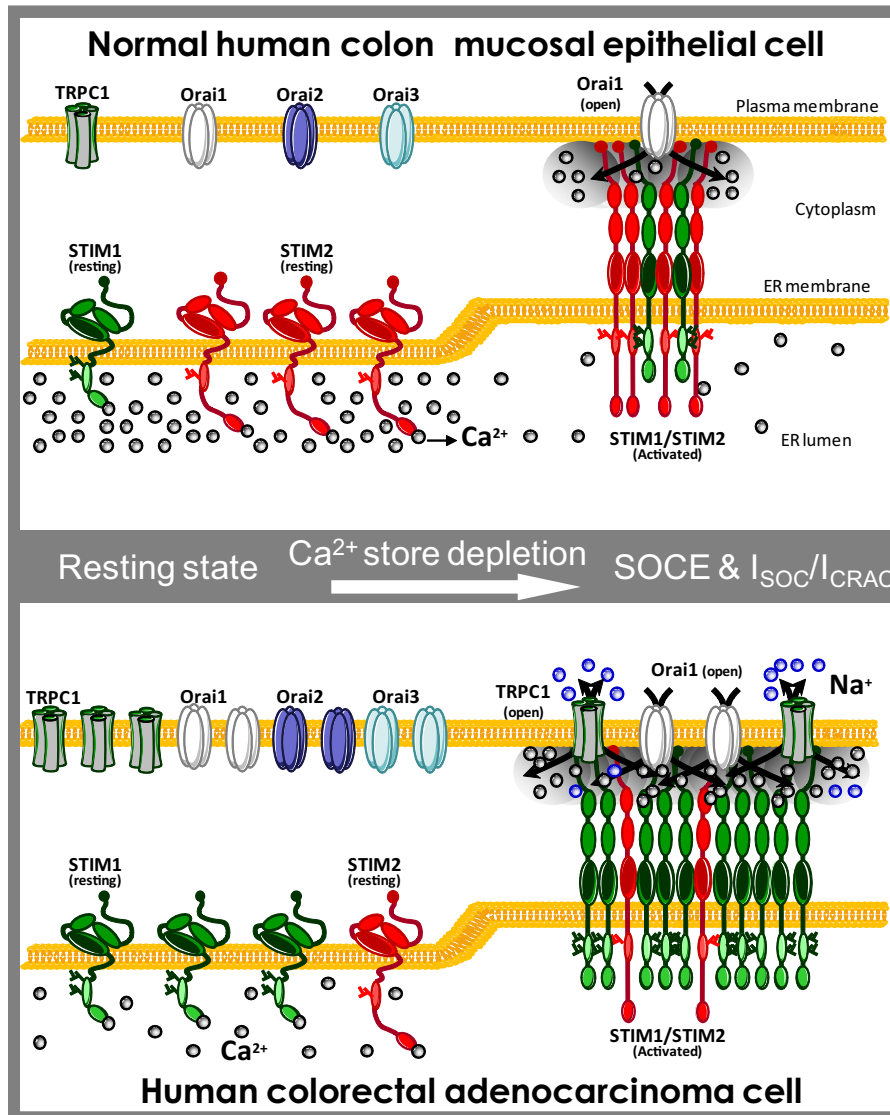 Normal human colon mucosal epithelial cell
TRPC1
Orai1
Orai2
Orai3
Orai1
(open)
Plasma membrane
Cytoplasm
STIM1
(resting)
STIM2
(resting)
ER membrane
Ca²⁺
STIM1/STIM2
(Activated)
ER lumen
Resting state
Ca²⁺ store depletion
SOCE & I_SOC/I_CRAC
TRPC1
Orai1
Orai2
Orai3
TRPC1
(open)
Orai1 (open)
Na⁺
STIM1
(resting)
STIM2
(resting)
Ca²⁺
STIM1/STIM2
(Activated)
Human colorectal adenocarcinoma cell